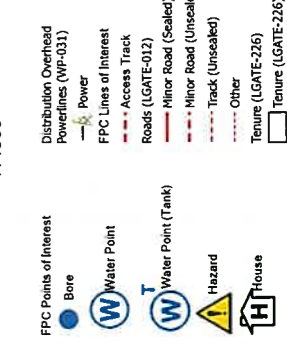 FPC Points of Interest
Bore
W Water Point
T
W Water Point (Tank)
Hazard
H House
Distribution Overhead
Powerlines (WP-031)
Power
FPC Lines of Interest
Access Track
Roads (LGATE-012)
Minor Road (Sealed)
Minor Road
Track (Unsealed)
Other
Tenure (LGATE-226)
Tenure (LGATE-226)